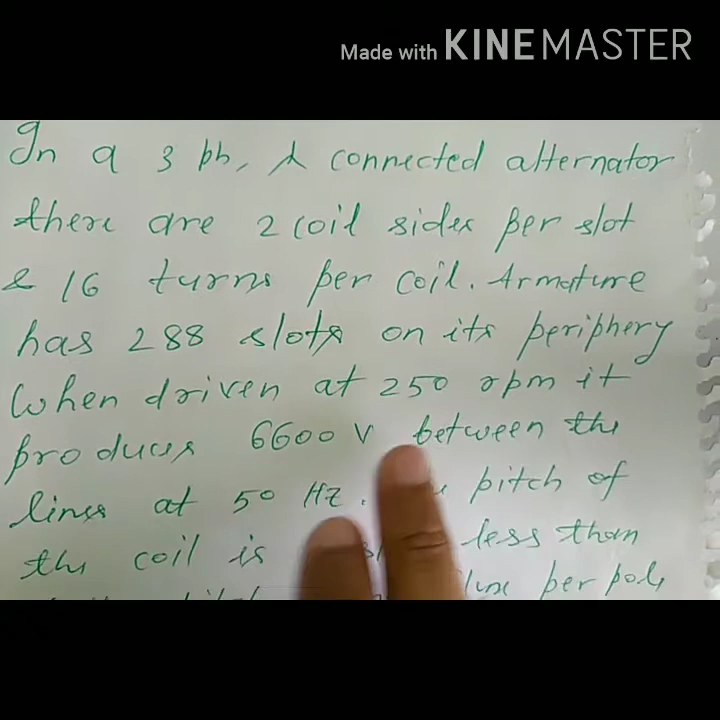 Made with KINEMASTER
In a 3 ph, λ connected alternator
there are 2 coil sides per slot
& 16 turns per coil. Armature
has 288 slots on its periphery
When driven at 250 rpm it
produces 6600 V between the
lines at 50 Hz. pitch of
the coil is less than
per pole